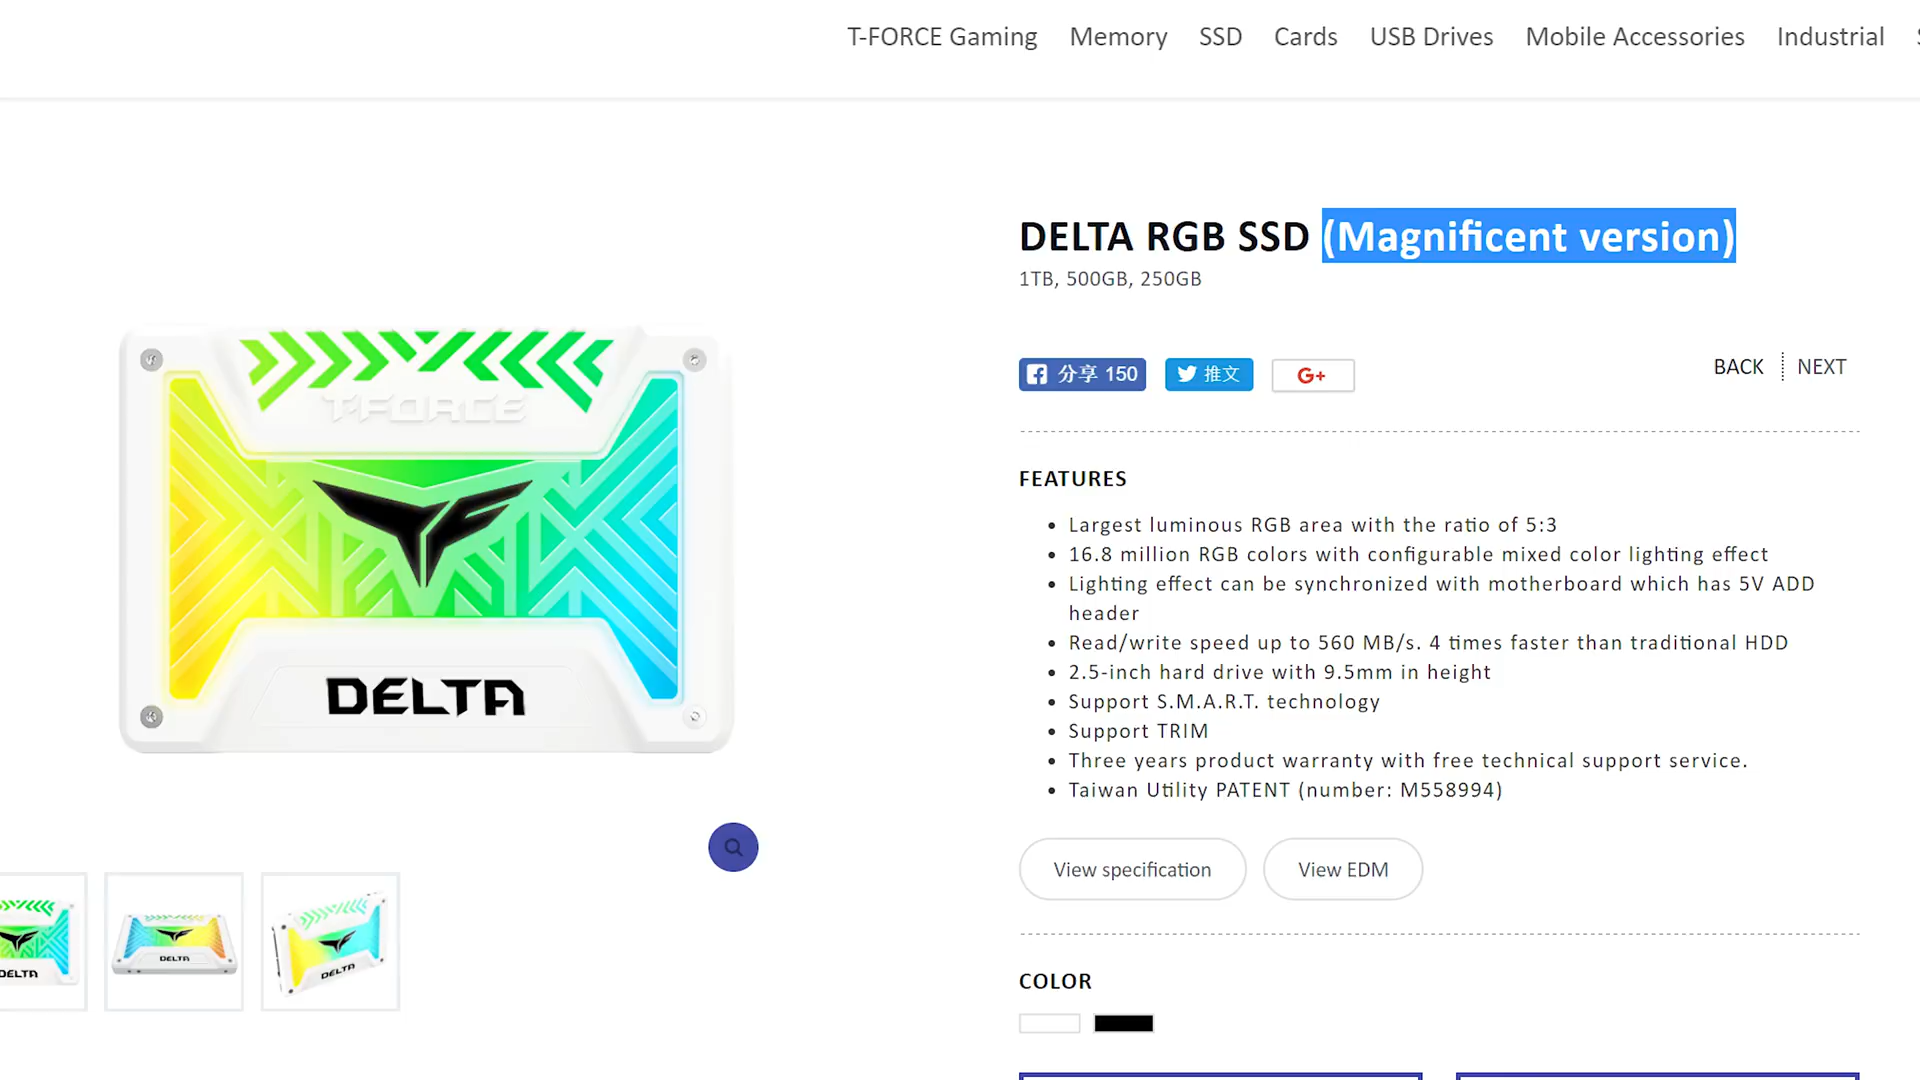 T-FORCE Gaming Memory SSD Cards USB Drives Mobile Accessories Industrial
DELTA RGB SSD (Magnificent version)
1TB, 500GB, 250GB
分享 150 推文 G+
BACK NEXT
T-FORCE
DELTA
FEATURES
Largest luminous RGB area with the ratio of 5:3
16.8 million RGB colors with configurable mixed color lighting effect
Lighting effect can be synchronized with motherboard which has 5V ADD
header
Read/write speed up to 560 MB/s. 4 times faster than traditional HDD
2.5-inch hard drive with 9.5mm in height
Support S.M.A.R.T. technology
Support TRIM
Three years product warranty with free technical support service.
Taiwan Utility PATENT (number: M558994)
View specification View EDM
DELTA DELTA DELTA
COLOR